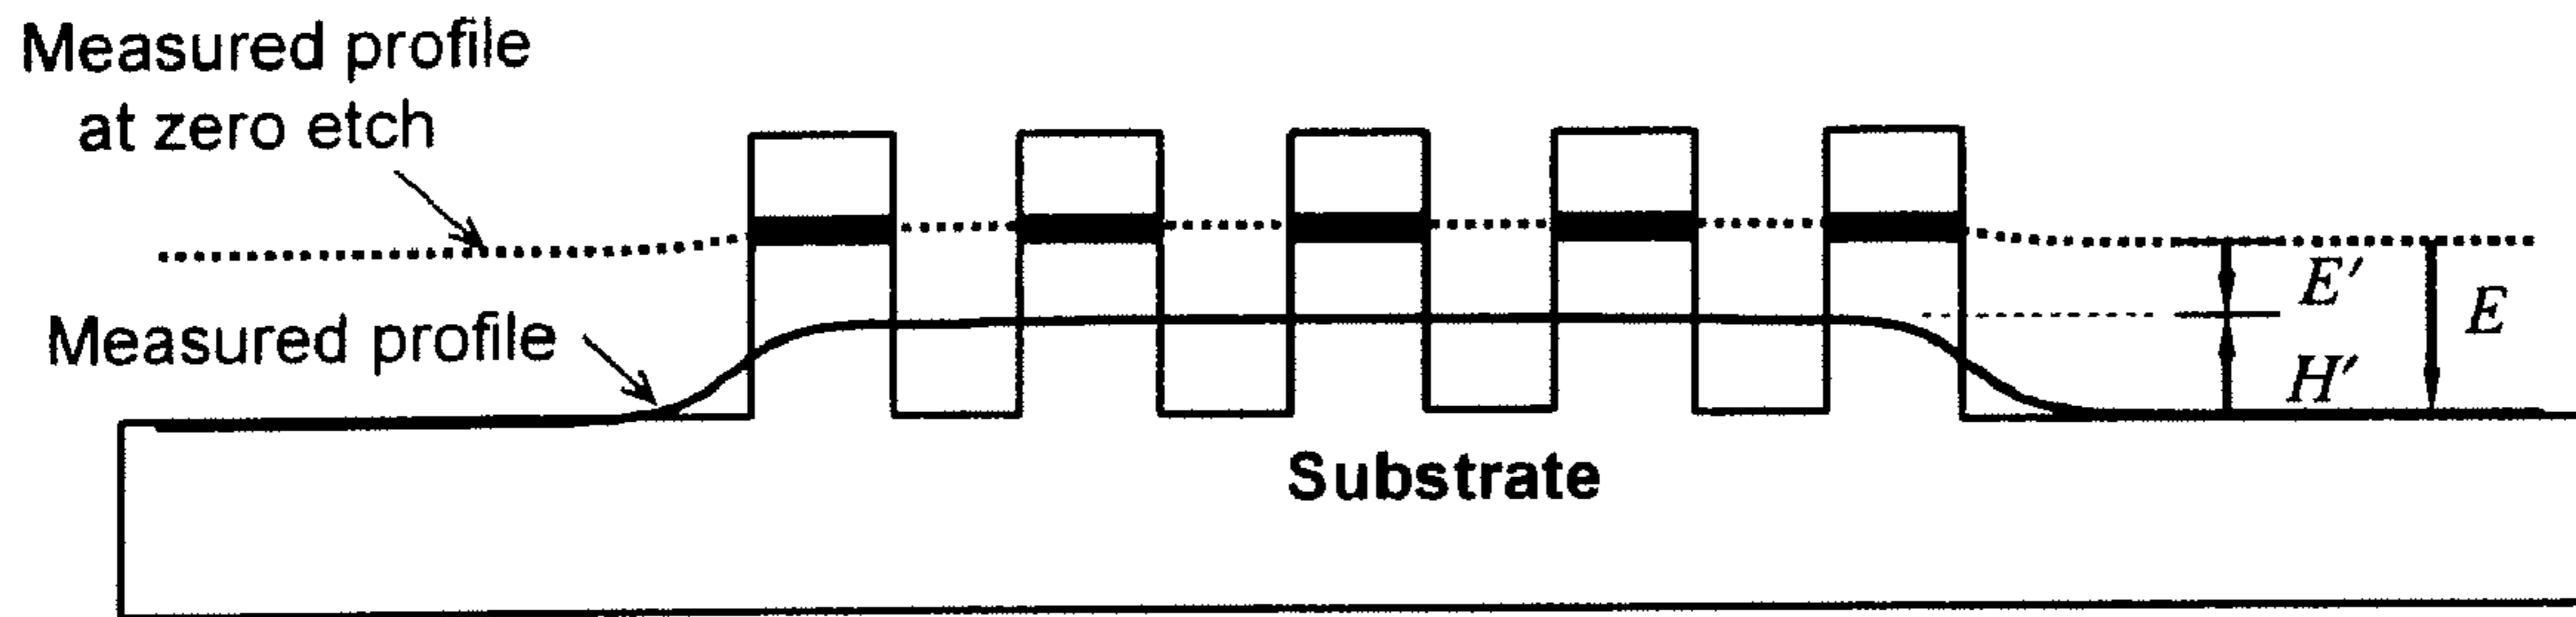 Measured profile
at zero etch
Measured profile
E′
E
H′
Substrate